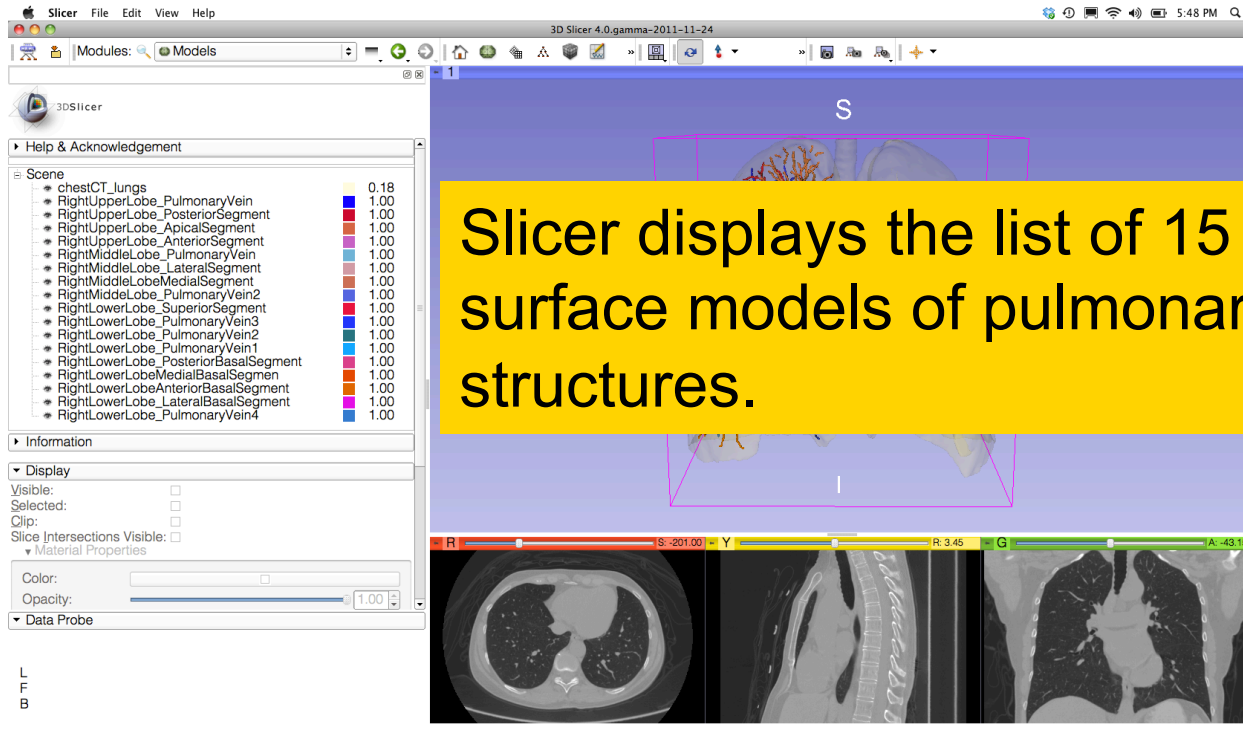 Slicer File Edit View Help 5:48 PM
3D Slicer 4.0.gamma-2011-11-24
Modules: Models
1
3DSlicer
Help & Acknowledgement
Scene
chestCT_lungs 0.18
RightUpperLobe_PulmonaryVein 1.00
RightUpperLobe_PosteriorSegment 1.00
RightUpperLobe_ApicalSegment 1.00
RightUpperLobe_AnteriorSegment 1.00
RightMiddleLobe_PulmonaryVein 1.00
RightMiddleLobe_LateralSegment 1.00
RightMiddleLobeMedialSegment 1.00
RightMiddeLobe_PulmonaryVein2 1.00
RightLowerLobe_SuperiorSegment 1.00
RightLowerLobe_PulmonaryVein3 1.00
RightLowerLobe_PulmonaryVein2 1.00
RightLowerLobe_PulmonaryVein1 1.00
RightLowerLobe_PosteriorBasalSegment 1.00
RightLowerLobeMedialBasalSegmen 1.00
RightLowerLobeAnteriorBasalSegment 1.00
RightLowerLobe_LateralBasalSegment 1.00
RightLowerLobe_PulmonaryVein4 1.00
Information
Display
Visible:
Selected:
Clip:
Slice Intersections Visible:
Material Properties
Color:
Opacity: 1.00
Data Probe
L
F
B
S
Slicer displays the list of 15
surface models of pulmonar
structures.
I
R S: -201.00 Y R: 3.45 G A: -43.15